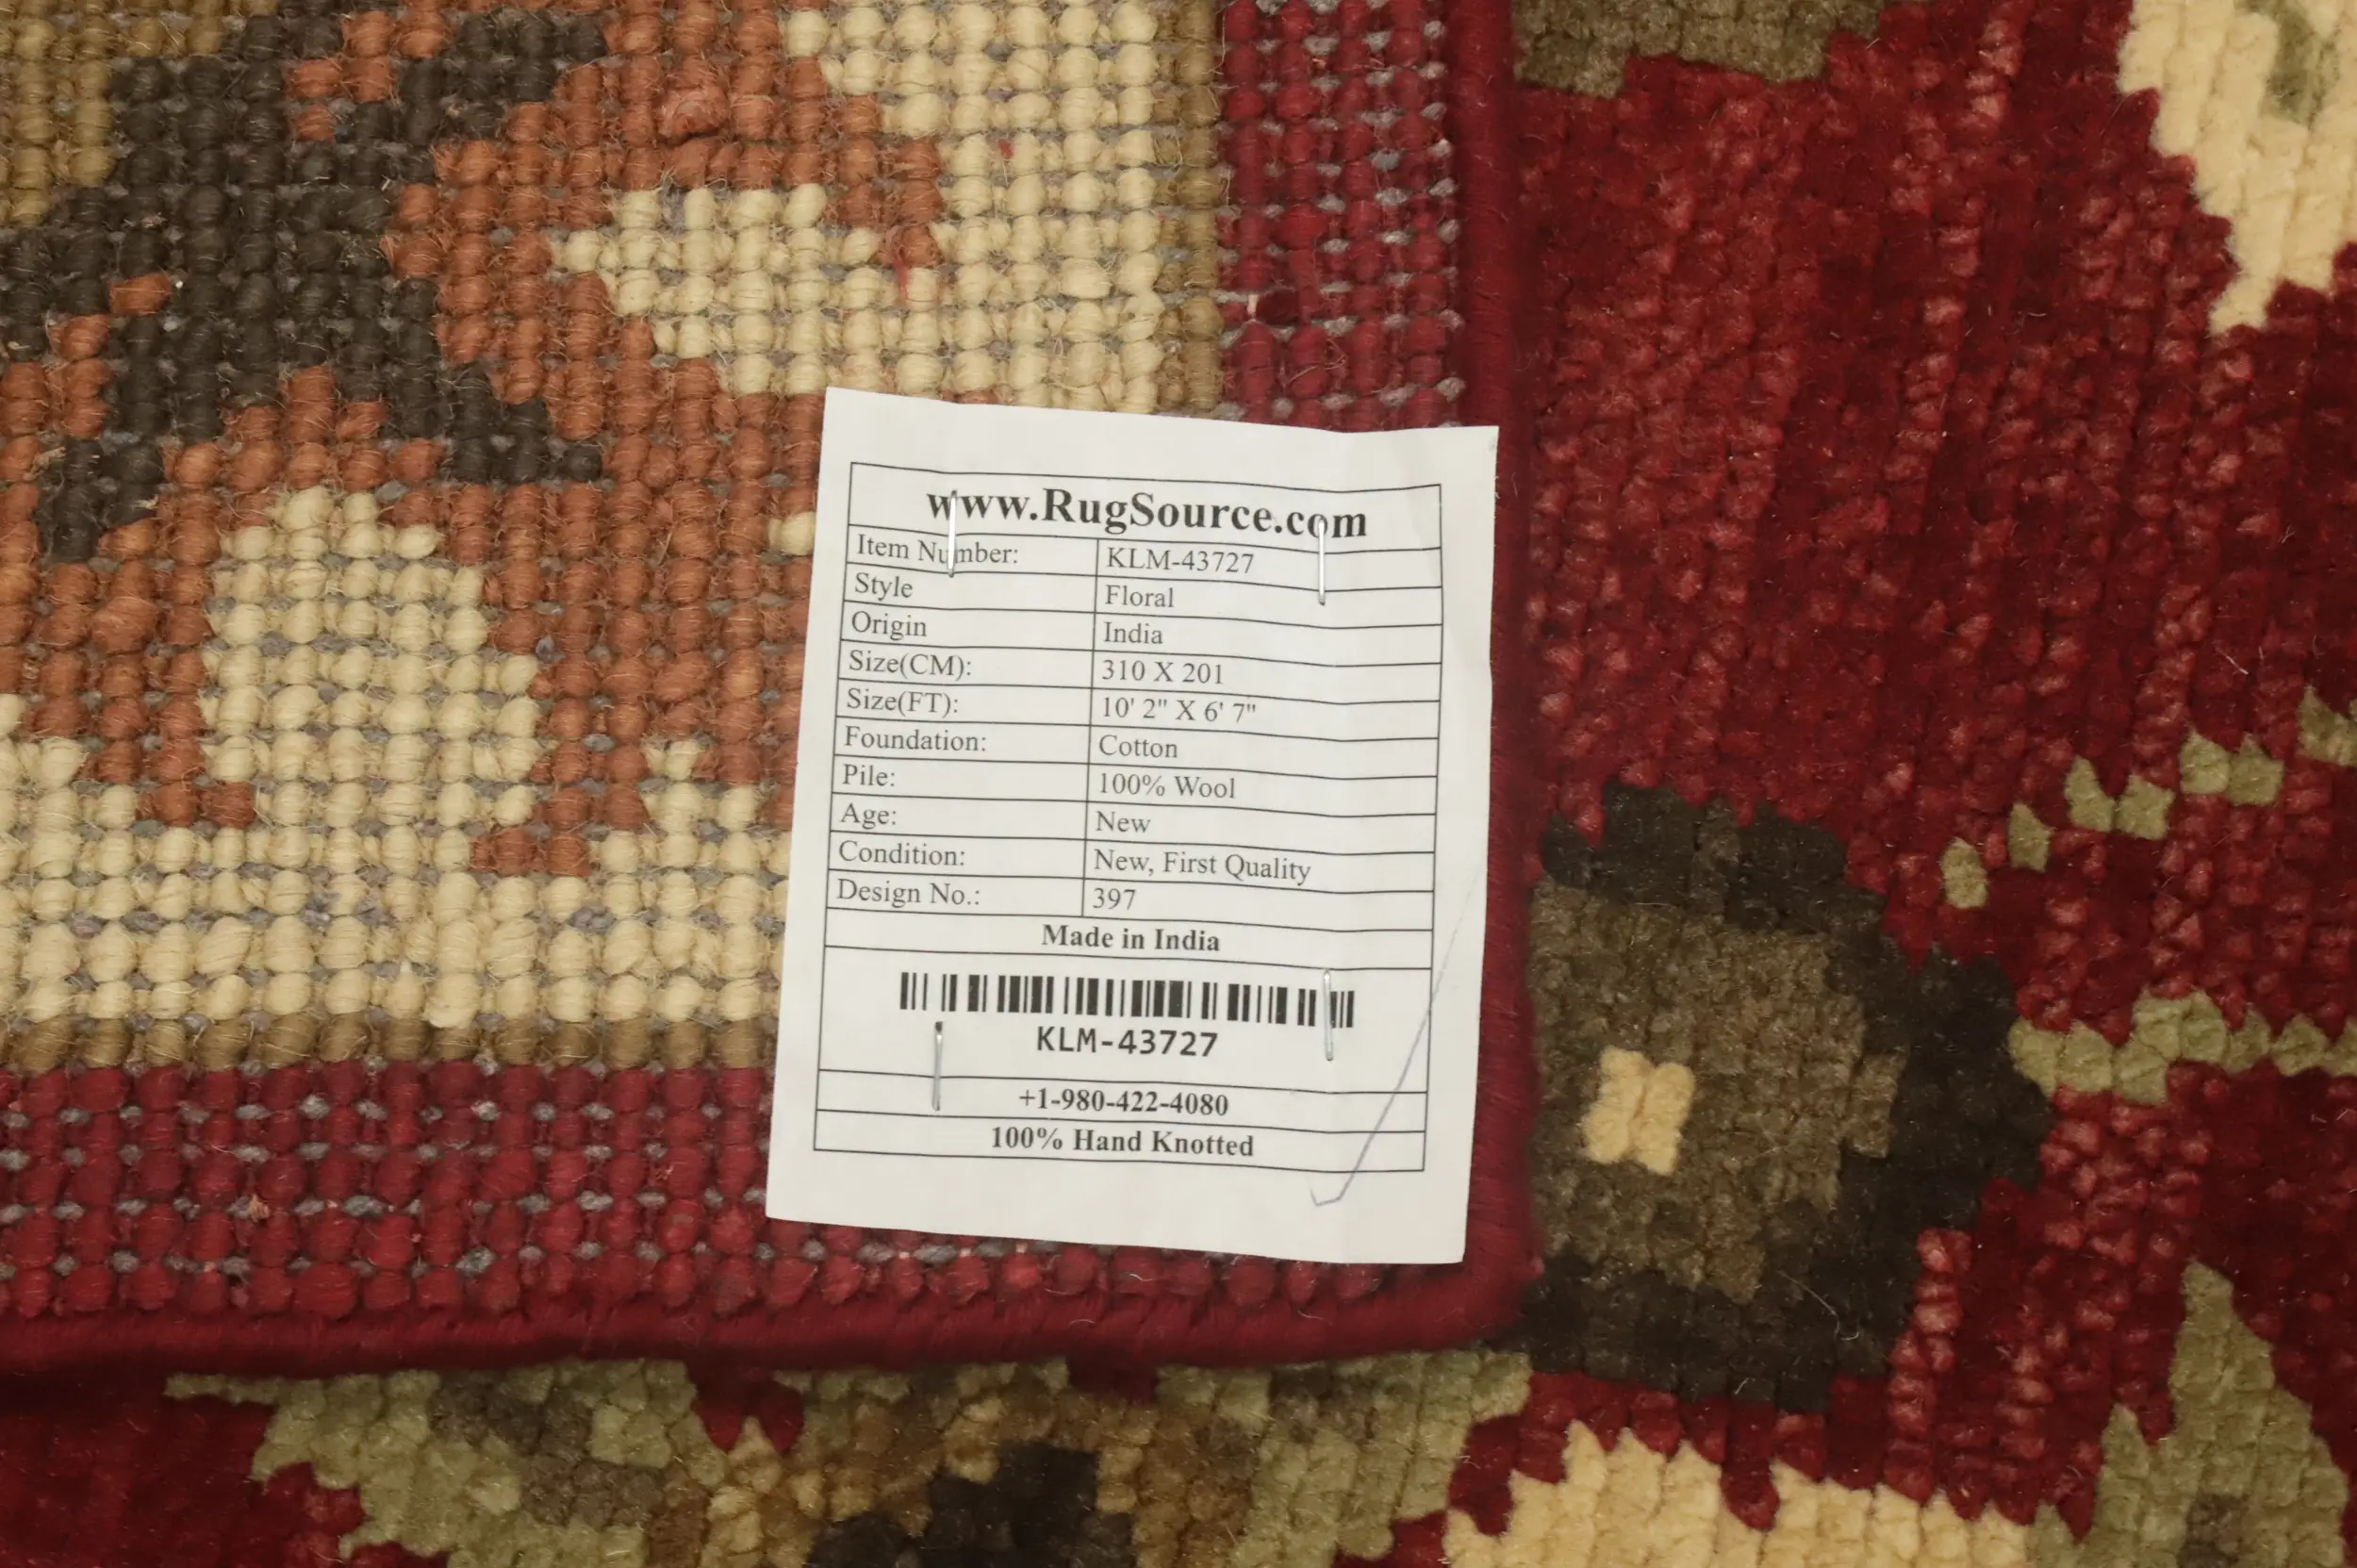 www.RugSource.com
Item Number: KLM-43727
Style Floral
Origin India
Size(CM): 310 X 201
Size(FT): 10' 2" X 6' 7"
Foundation: Cotton
Pile: 100% Wool
Age: New
Condition: New, First Quality
Design No.: 397
Made in India
KLM-43727
+1-980-422-4080
100% Hand Knotted